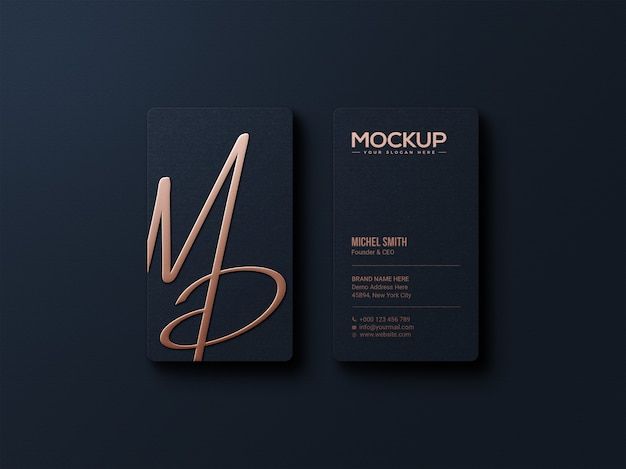 MD
MOCKUP
YOUR SLOGAN HERE
MICHEL SMITH
Founder & CEO
BRAND NAME HERE
Demo Address Here
45894, New York City
+000 123 456 789
info@yourmail.com
www.website.com